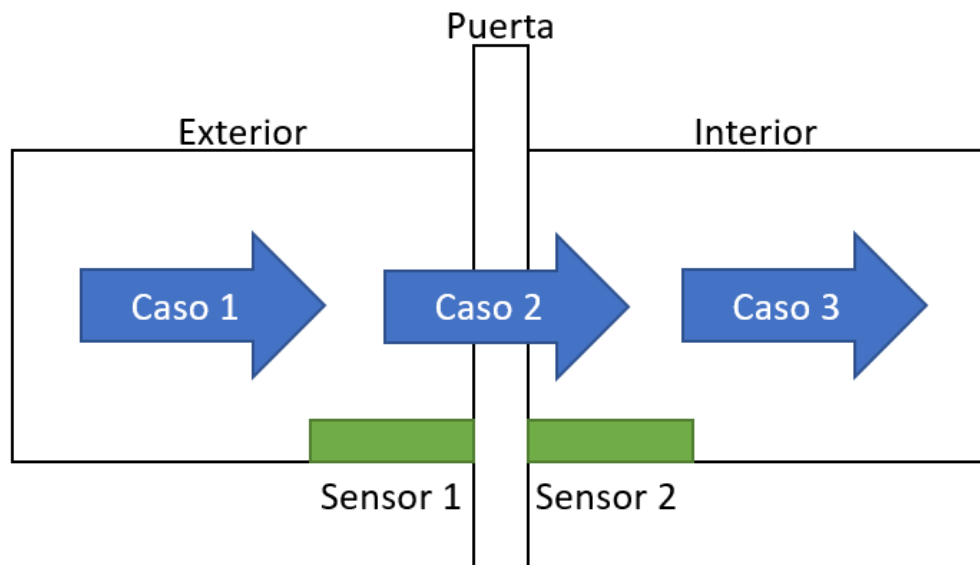 Puerta
Exterior
Interior
Caso 1
Caso 2
Caso 3
Sensor 1
Sensor 2